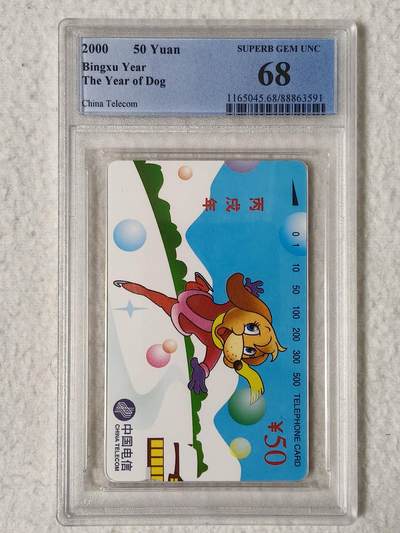 2000 50 Yuan
Bingxu Year
The Year of Dog
China Telecom
SUPERB GEM UNC
68
1165045.68/88863591
丙戌年
0 1 10 50 100 200 300 500 TELEPHONE CARD
¥50
中国电信
CHINA TELECOM